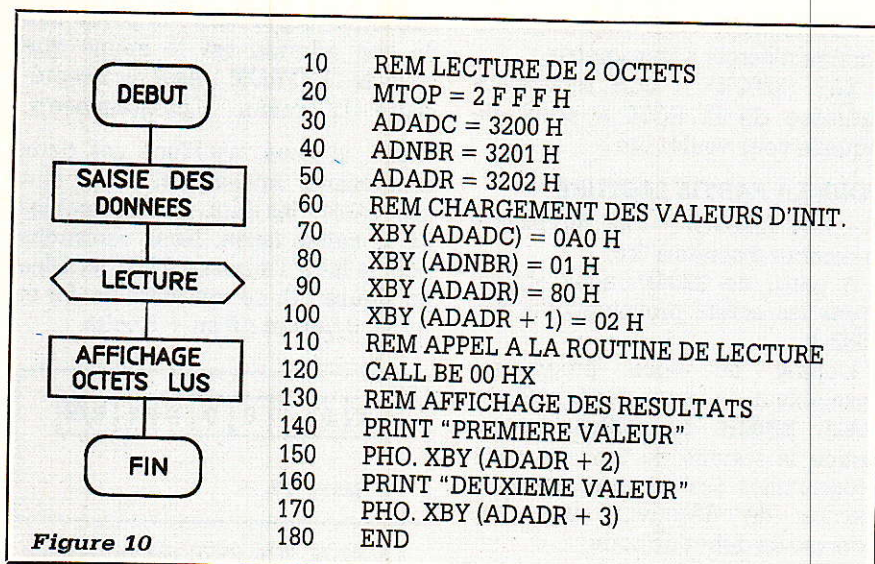 DEBUT
SAISIE DES
DONNEES
LECTURE
AFFICHAGE
OCTETS LUS
FIN
Figure 10
10 REM LECTURE DE 2 OCTETS
20 MTOP = 2 F F F H
30 ADADC = 3200 H
40 ADNBR = 3201 H
50 ADADR = 3202 H
60 REM CHARGEMENT DES VALEURS D'INIT.
70 XBY (ADADC) = 0A0 H
80 XBY (ADNBR) = 01 H
90 XBY (ADADR) = 80 H
100 XBY (ADADR + 1) = 02 H
110 REM APPEL A LA ROUTINE DE LECTURE
120 CALL BE 00 HX
130 REM AFFICHAGE DES RESULTATS
140 PRINT “PREMIERE VALEUR”
150 PHO. XBY (ADADR + 2)
160 PRINT “DEUXIEME VALEUR”
170 PHO. XBY (ADADR + 3)
180 END